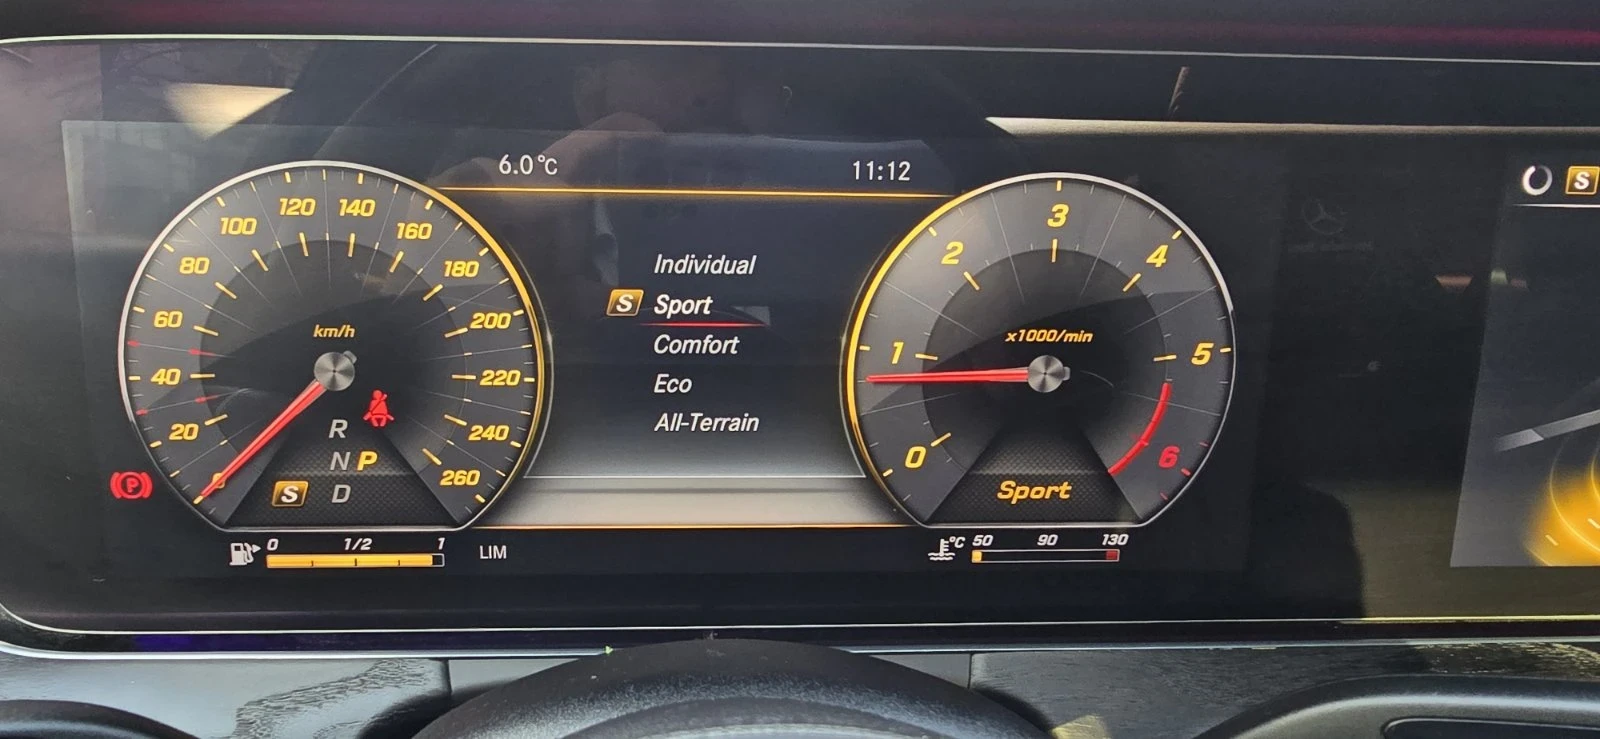 6.0°C
11:12
20
40
60
80
100
120
140
160
180
200
220
240
260
km/h
R
N P
S D
P
0 1/2 1
LIM
Individual
S Sport
Comfort
Eco
All-Terrain
0
1
2
3
4
5
6
x1000/min
Sport
°C 50 90 130
S